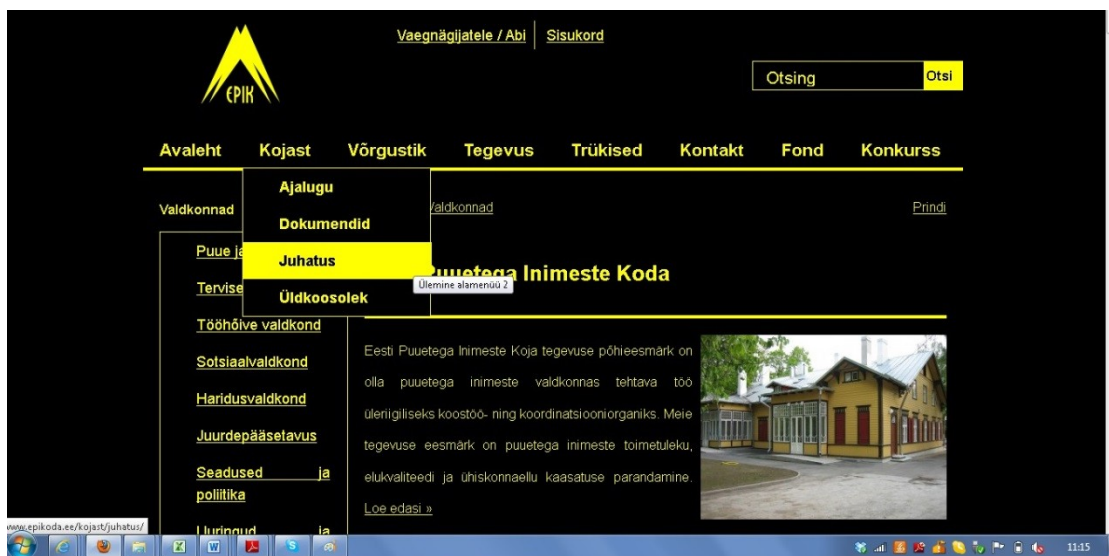 Vaegnägijatele / Abi
Sisukord
EPIK
Otsing
Otsi
Avaleht Kojast Võrgustik Tegevus Trükised Kontakt Fond Konkurss
Ajalugu
Dokumendid
Juhatus
Üldkoosolek
Ülemine alamenüü 2
Valdkonnad
Valdkonnad
Prindi
Puue ja
Tervise
Tööhõive valdkond
Sotsiaalvaldkond
Haridusvaldkond
Juurdepääsetavus
Seadused ja
poliitika
Uuringud ja
Puuetega Inimeste Koda
Eesti Puuetega Inimeste Koja tegevuse põhieesmärk on
olla puuetega inimeste valdkonnas tehtava töö
üleriigiliseks koostöö- ning koordinatsiooniorganiks. Meie
tegevuse eesmärk on puuetega inimeste toimetuleku,
elukvaliteedi ja ühiskonnaellu kaasatuse parandamine.
Loe edasi »
www.epikoda.ee/kojast/juhatus/
11:15